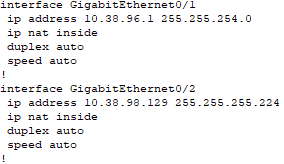 interface GigabitEthernet0/1
 ip address 10.38.96.1 255.255.254.0
 ip nat inside
 duplex auto
 speed auto
!
interface GigabitEthernet0/2
 ip address 10.38.98.129 255.255.255.224
 ip nat inside
 duplex auto
 speed auto
!